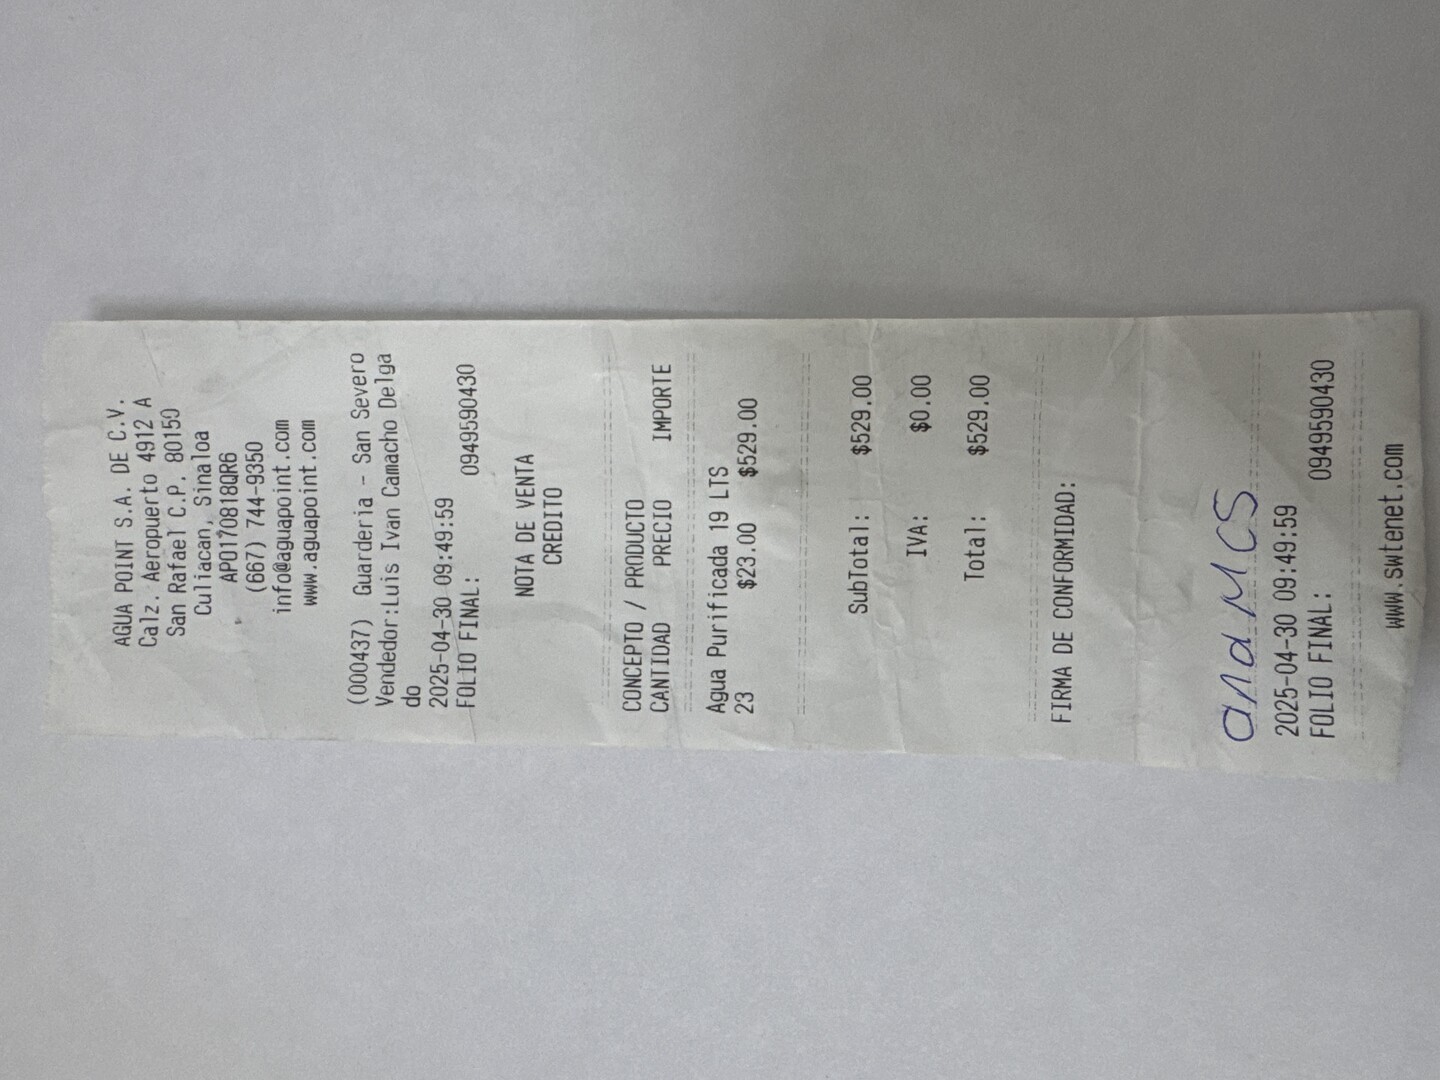 AGUA POINT S.A. DE C.V.
Calz. Aeropuerto 4912 A
San Rafael C.P. 80150
Culiacan, Sinaloa
APO170818QR6
(667) 744-9350
info@aguapoint.com
www.aguapoint.com
(000437) Guarderia - San Severo
Vendedor:Luis Ivan Camacho Delga
do
2025-04-30 09:49:59
FOLIO FINAL: 0949590430
NOTA DE VENTA
CREDITO
CONCEPTO / PRODUCTO
CANTIDAD PRECIO IMPORTE
Agua Purificada 19 LTS
23 $23.00 $529.00
SubTotal: $529.00
IVA: $0.00
Total: $529.00
FIRMA DE CONFORMIDAD:
ana MCS
2025-04-30 09:49:59
FOLIO FINAL: 0949590430
www.swtenet.com